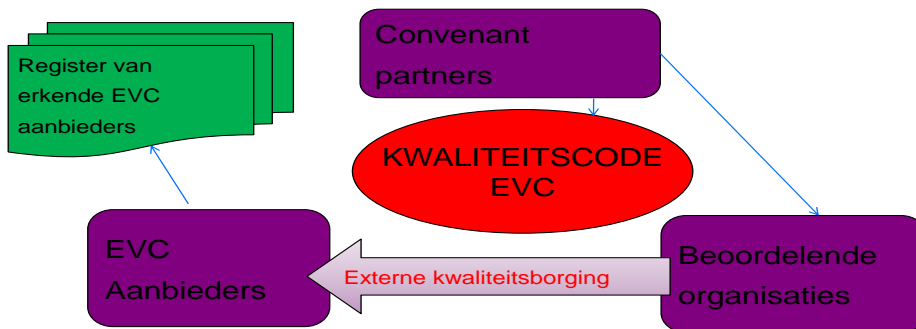 Register van
erkende EVC
aanbieders
Convenant
partners
KWALITEITSCODE
EVC
EVC
Aanbieders
Externe kwaliteitsborging
Beoordelende
organisaties